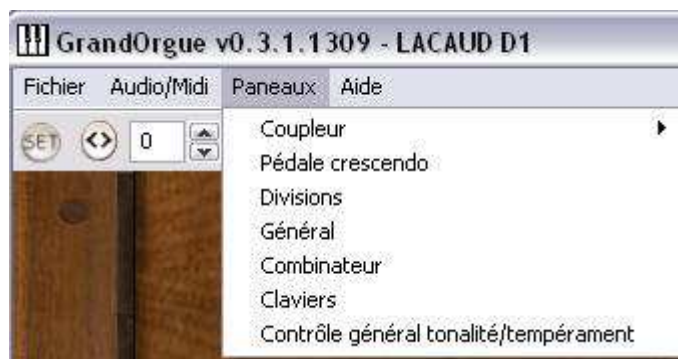 GrandOrgue v0.3.1.1309 - LACAUD D1
Fichier Audio/Midi Paneaux Aide
SET <> 0
Coupleur
Pédale crescendo
Divisions
Général
Combinateur
Claviers
Contrôle général tonalité/tempérament